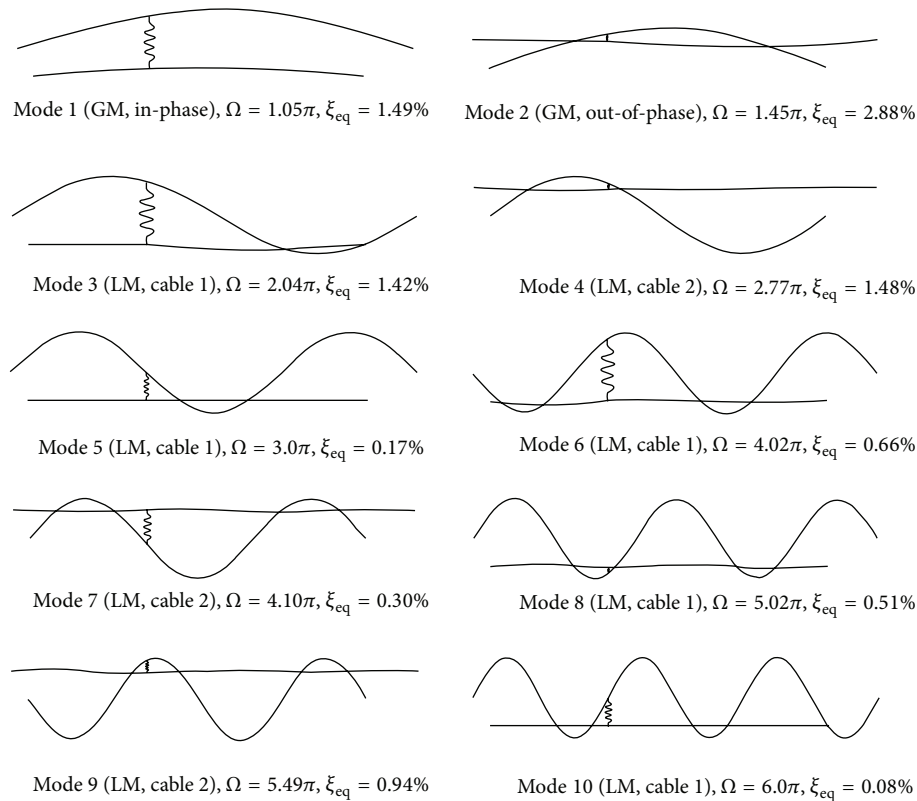 Mode 1 (GM, in-phase), Ω = 1.05π, ξeq = 1.49%
Mode 2 (GM, out-of-phase), Ω = 1.45π, ξeq = 2.88%
Mode 3 (LM, cable 1), Ω = 2.04π, ξeq = 1.42%
Mode 4 (LM, cable 2), Ω = 2.77π, ξeq = 1.48%
Mode 5 (LM, cable 1), Ω = 3.0π, ξeq = 0.17%
Mode 6 (LM, cable 1), Ω = 4.02π, ξeq = 0.66%
Mode 7 (LM, cable 2), Ω = 4.10π, ξeq = 0.30%
Mode 8 (LM, cable 1), Ω = 5.02π, ξeq = 0.51%
Mode 9 (LM, cable 2), Ω = 5.49π, ξeq = 0.94%
Mode 10 (LM, cable 1), Ω = 6.0π, ξeq = 0.08%